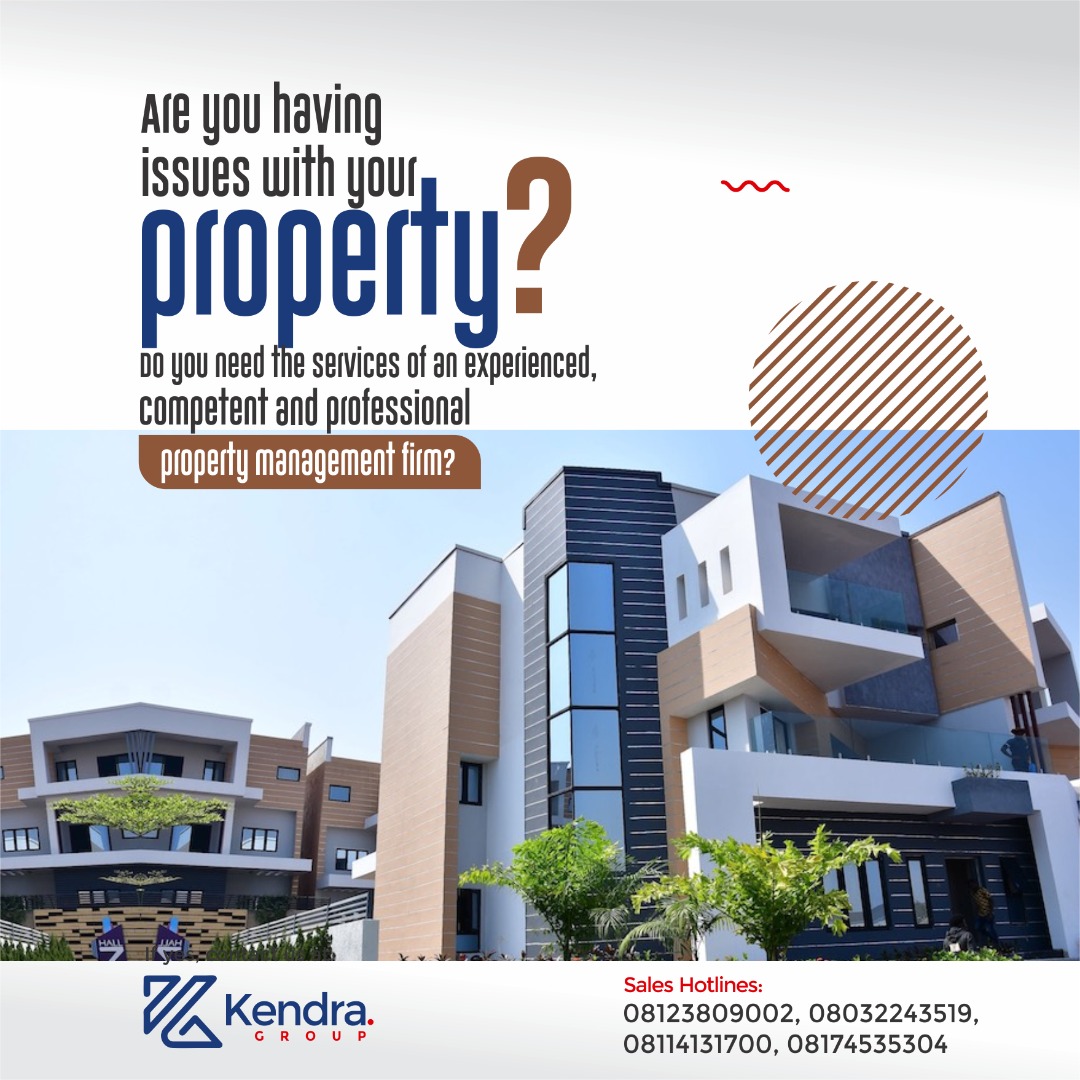 Are you having
issues with your
property?
Do you need the services of an experienced,
competent and professional
property management firm?
HALL
Kendra.
GROUP
Sales Hotlines:
08123809002, 08032243519,
08114131700, 08174535304